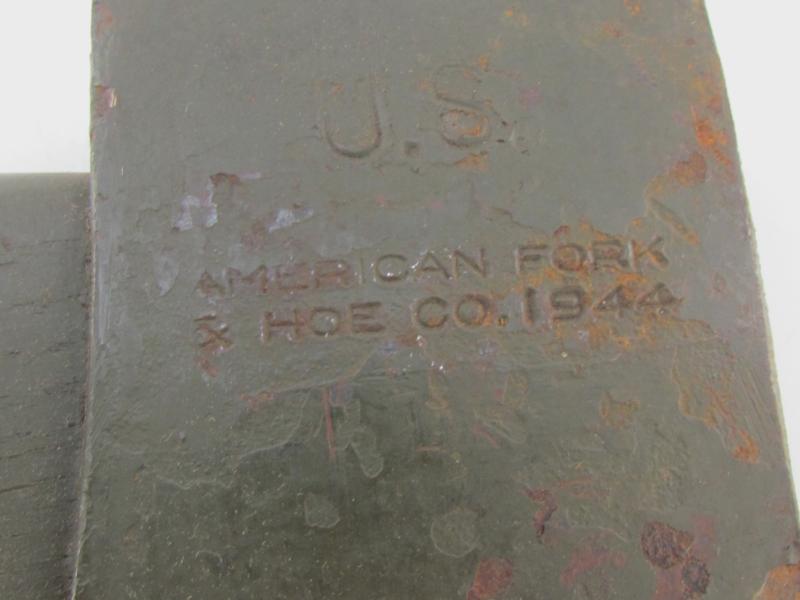 U.S.
AMERICAN FORK
& HOE CO. 1944